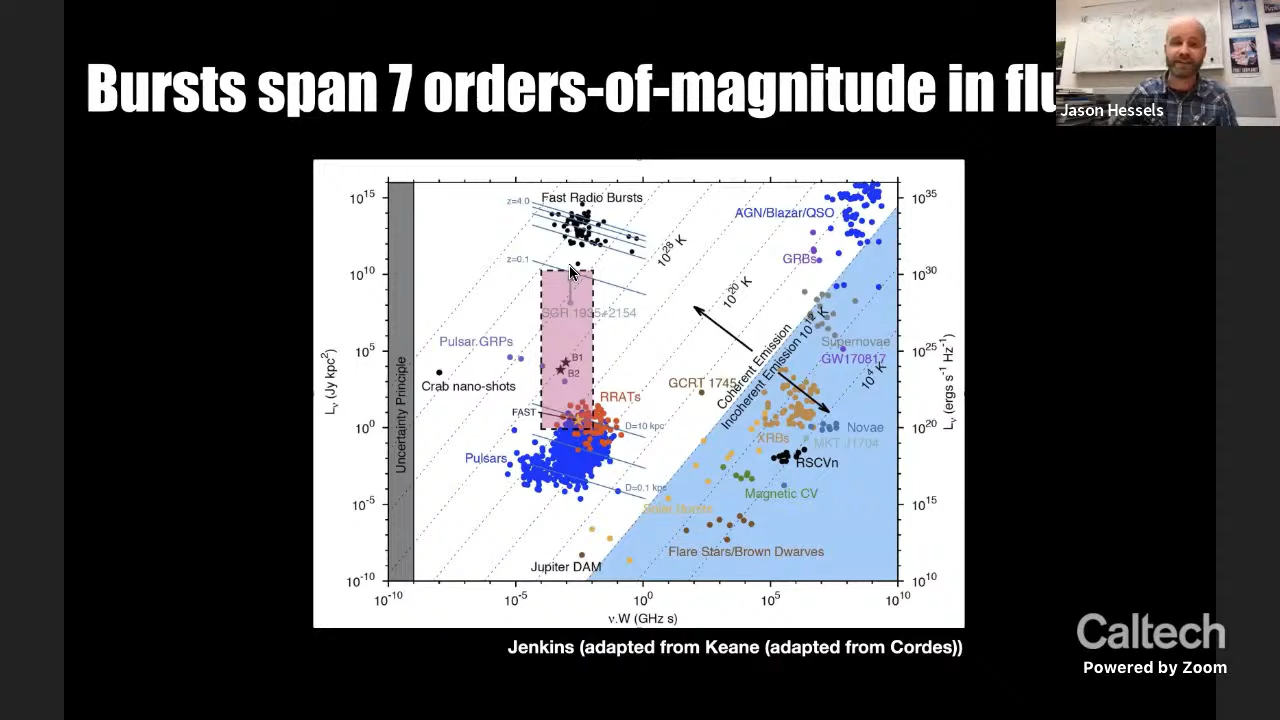 Bursts span 7 orders-of-magnitude in flu
Jason Hessels
10^15
10^10
10^5
10^0
10^-5
10^-10
Lν (Jy kpc²)
Uncertainty Principle
z=4.0
Fast Radio Bursts
z=0.1
10^28 K
AGN/Blazar/QSO
GRBs
10^20 K
SGR 1935+2154
Pulsar GRPs
B1
B2
Crab nano-shots
FAST
RRATs
GCRT 1745
Coherent Emission
Incoherent Emission 10^12 K
Supernovae
GW170817
10^4 K
D=10 kpc
XRBs
Novae
MKT J1704
RSCVn
Pulsars
D=0.1 kpc
Magnetic CV
Solar Bursts
Flare Stars/Brown Dwarves
Jupiter DAM
10^35
10^30
10^25
10^20
10^15
10^10
Lν (ergs s^-1 Hz^-1)
10^-10
10^-5
10^0
10^5
10^10
ν.W (GHz s)
Jenkins (adapted from Keane (adapted from Cordes))
Caltech
Powered by Zoom